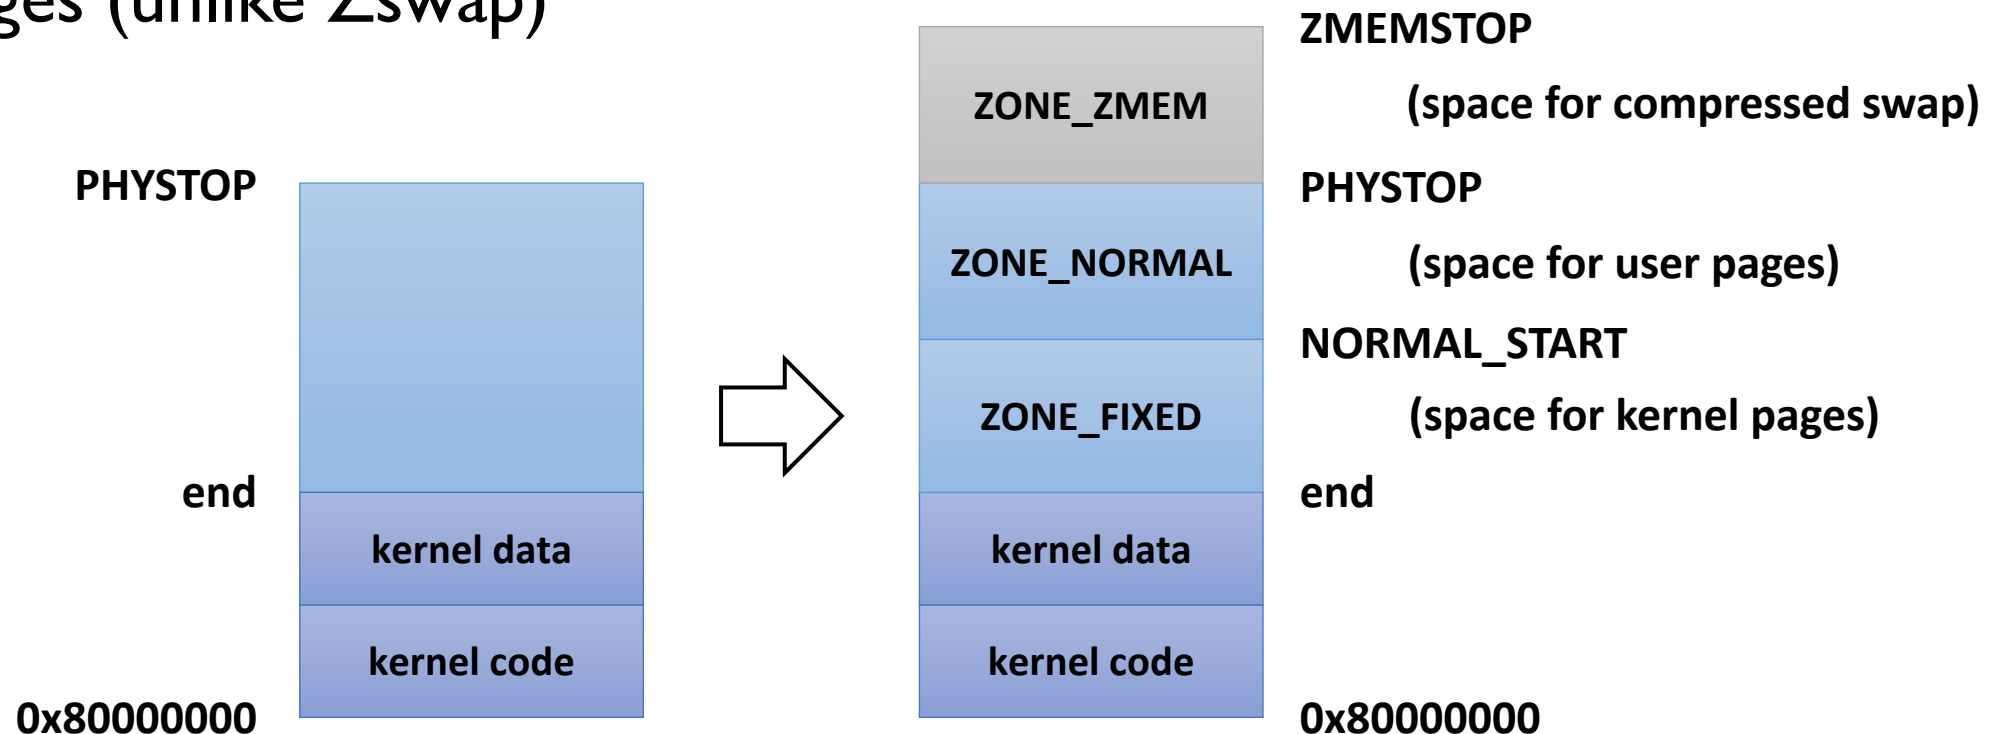 (unlike Zswap)
PHYSTOP
end
kernel data
kernel code
0x80000000
ZONE_ZMEM
ZONE_NORMAL
ZONE_FIXED
kernel data
kernel code
ZMEMSTOP
(space for compressed swap)
PHYSTOP
(space for user pages)
NORMAL_START
(space for kernel pages)
end
0x80000000